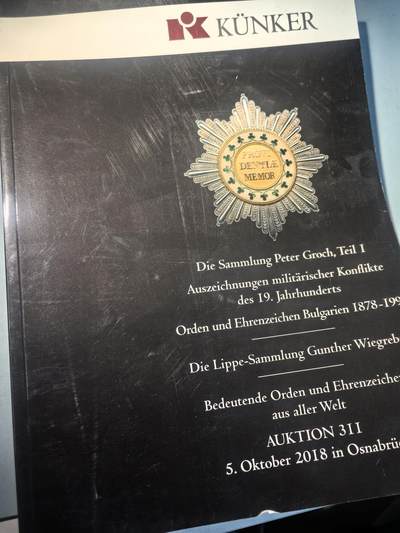 KÜNKER
PROVI
DENTIÆ
MEMOR
Die Sammlung Peter Groch, Teil 1
Auszeichnungen militärischer Konflikte
des 19. Jahrhunderts
Orden und Ehrenzeichen Bulgarien 1878-199
Die Lippe-Sammlung Gunther Wiegreb
Bedeutende Orden und Ehrenzeiche
aus aller Welt
AUKTION 311
5. Oktober 2018 in Osnabrüc